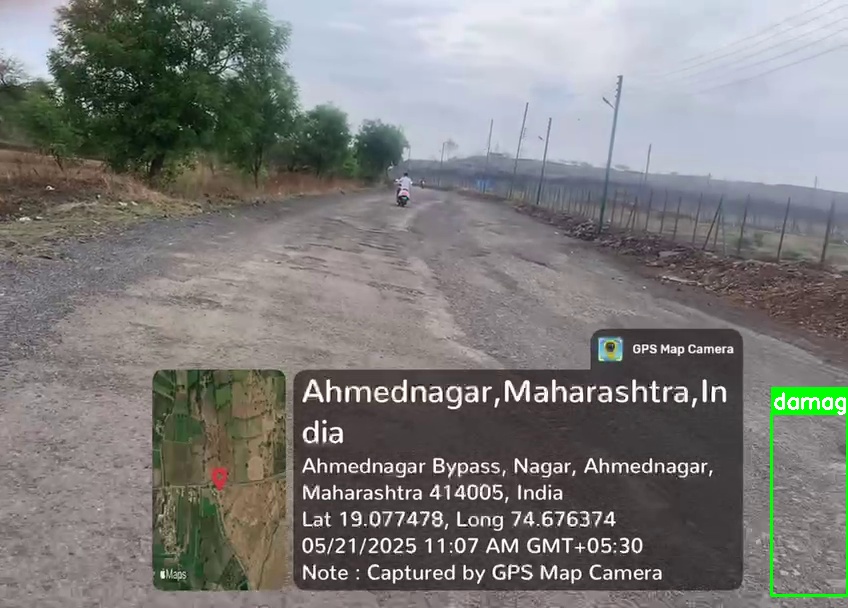 GPS Map Camera
Ahmednagar,Maharashtra,In
dia
Ahmednagar Bypass, Nagar, Ahmednagar,
Maharashtra 414005, India
Lat 19.077478, Long 74.676374
05/21/2025 11:07 AM GMT+05:30
Note : Captured by GPS Map Camera
Maps
damag